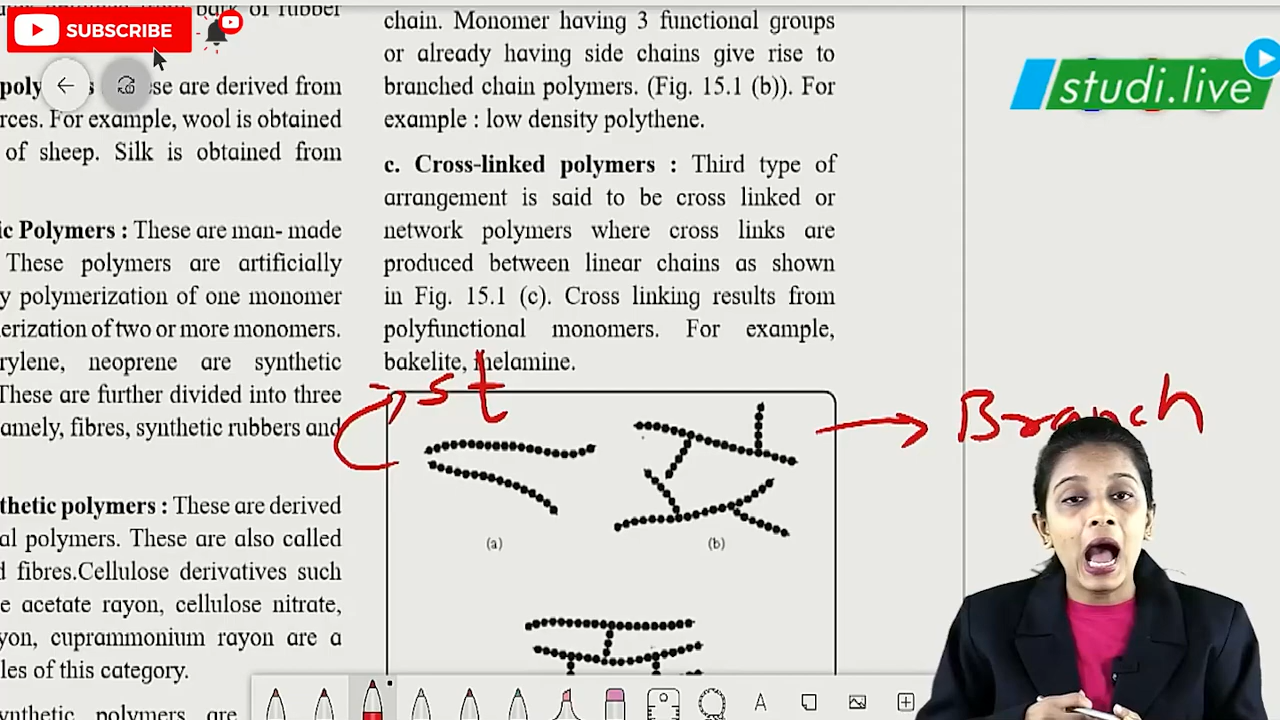 bark of rubber
SUBSCRIBE
ese are derived from
rces. For example, wool is obtained
of sheep. Silk is obtained from
ic Polymers : These are man- made
These polymers are artificially
y polymerization of one monomer
erization of two or more monomers.
rylene, neoprene are synthetic
These are further divided into three
amely, fibres, synthetic rubbers and
thetic polymers : These are derived
al polymers. These are also called
d fibres.Cellulose derivatives such
e acetate rayon, cellulose nitrate,
yon, cuprammonium rayon are a
les of this category.
ynthetic polymers are
chain. Monomer having 3 functional groups
or already having side chains give rise to
branched chain polymers. (Fig. 15.1 (b)). For
example : low density polythene.
c. Cross-linked polymers : Third type of
arrangement is said to be cross linked or
network polymers where cross links are
produced between linear chains as shown
in Fig. 15.1 (c). Cross linking results from
polyfunctional monomers. For example,
bakelite, melamine.
st
Branch
(a)
(b)
studi.live